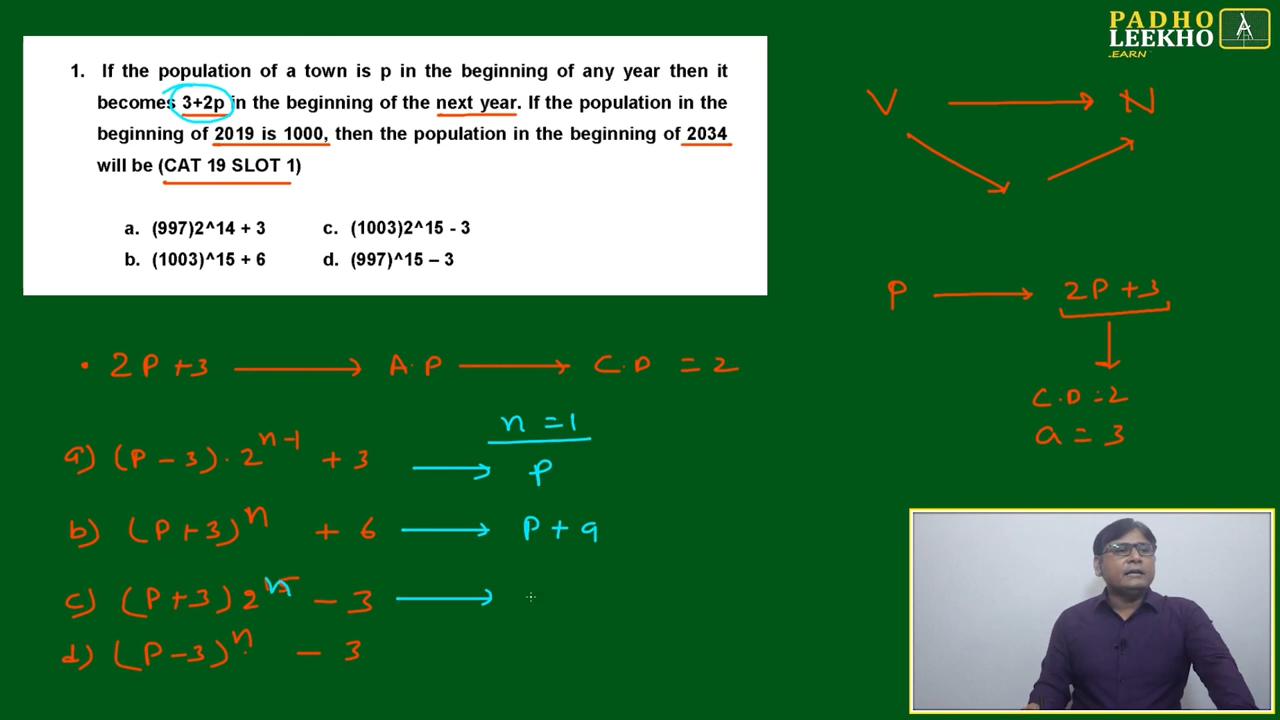 PADHO
LEEKHO
.EARN
1. If the population of a town is p in the beginning of any year then it
becomes 3+2p in the beginning of the next year. If the population in the
beginning of 2019 is 1000, then the population in the beginning of 2034
will be (CAT 19 SLOT 1)
a. (997)2^14 + 3
c. (1003)2^15 - 3
b. (1003)^15 + 6
d. (997)^15 – 3
V → N
P → 2P+3
C.D = 2
a = 3
• 2P+3 → A.P → C.D = 2
n = 1
a) (P-3)·2^n-1 + 3 → P
b) (P+3)^n + 6 → P+9
c) (P+3)2^n - 3 →
d) (P-3)^n - 3